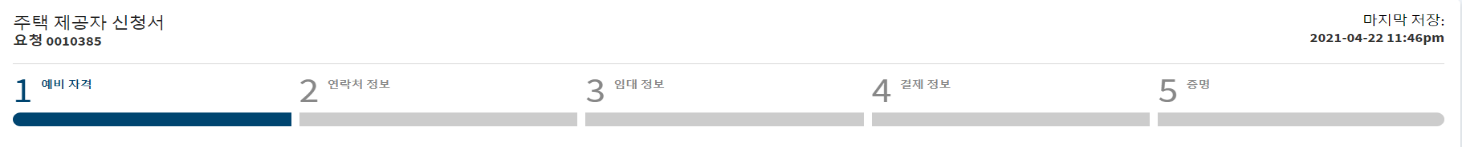 주택 제공자 신청서
요청 0010385
마지막 저장:
2021-04-22 11:46pm
1 예비 자격
2 연락처 정보
3 임대 정보
4 결제 정보
5 증명